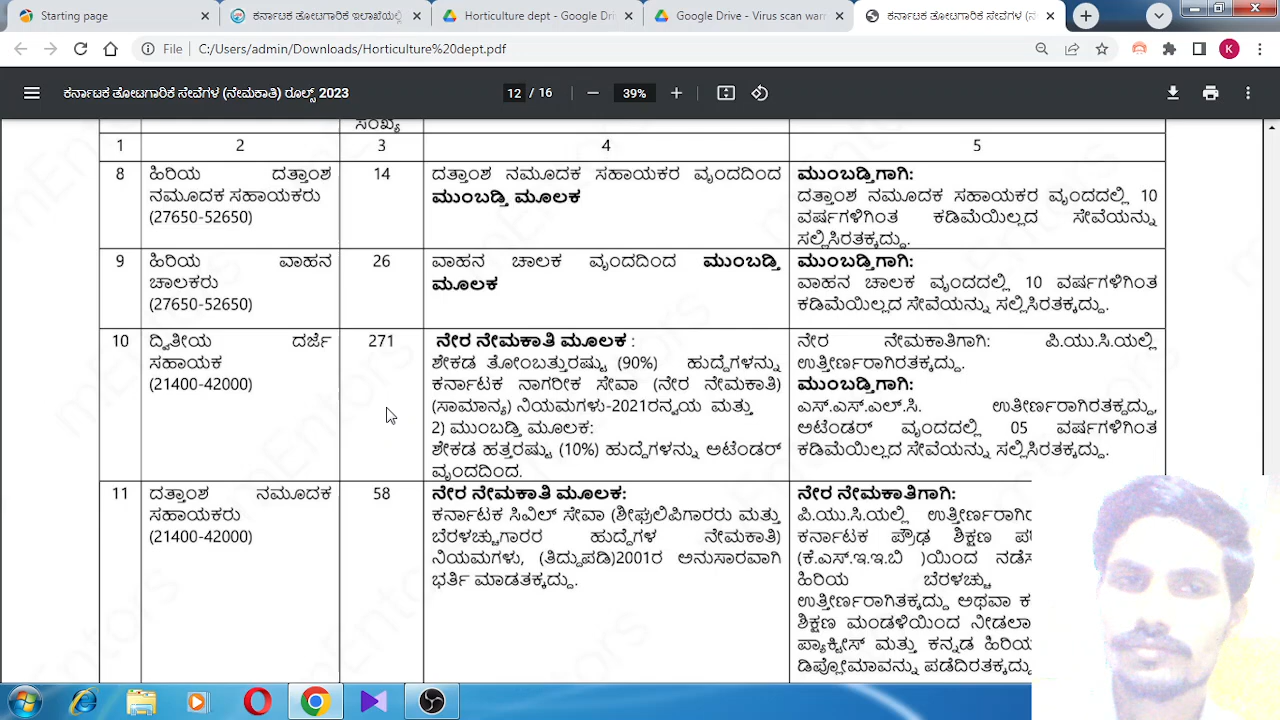 Starting page
ಕರ್ನಾಟಕ ತೋಟಗಾರಿಕೆ ಇಲಾಖೆಯಲ್ಲಿ
Horticulture de
Google Dri
Google Drive - Virus scan warn
ಕರ್ನಾಟಕ ತೋಟಗಾರಿಕೆ ಸೇವೆಗಳ (ನೇ
File C:/Users/admin/Downloads/Horticulture%20dept.pdf
K
ಕರ್ನಾಟಕ ತೋಟಗಾರಿಕೆ ಸೇವೆಗಳ (ನೇಮಕಾತಿ) ರೂಲ್ಸ್ 2023
12 / 16
39%
ಸಂಖ್ಯೆ
1 2 3 4 5
8 ಹಿರಿಯ ದತ್ತಾಂಶ 14 ದತ್ತಾಂಶ ನಮೂದಕ ಸಹಾಯಕರ ವೃಂದದಿಂದ ಮುಂಬಡ್ತಿಗಾಗಿ:
ನಮೂದಕ ಸಹಾಯಕರು ಮುಂಬಡ್ತಿ ಮೂಲಕ ದತ್ತಾಂಶ ನಮೂದಕ ಸಹಾಯಕರ ವೃಂದದಲ್ಲಿ 10
(27650-52650) ವರ್ಷಗಳಿಗಿಂತ ಕಡಿಮೆಯಿಲ್ಲದ ಸೇವೆಯನ್ನು
ಸಲ್ಲಿಸಿರತಕ್ಕದ್ದು.
9 ಹಿರಿಯ ವಾಹನ 26 ವಾಹನ ಚಾಲಕ ವೃಂದದಿಂದ ಮುಂಬಡ್ತಿ ಮುಂಬಡ್ತಿಗಾಗಿ:
ಚಾಲಕರು ಮೂಲಕ ವಾಹನ ಚಾಲಕ ವೃಂದದಲ್ಲಿ 10 ವರ್ಷಗಳಿಗಿಂತ
(27650-52650) ಕಡಿಮೆಯಿಲ್ಲದ ಸೇವೆಯನ್ನು ಸಲ್ಲಿಸಿರತಕ್ಕದ್ದು.
10 ದ್ವಿತೀಯ ದರ್ಜೆ 271 ನೇರ ನೇಮಕಾತಿ ಮೂಲಕ : ನೇರ ನೇಮಕಾತಿಗಾಗಿ: ಪಿ.ಯು.ಸಿ.ಯಲ್ಲಿ
ಸಹಾಯಕ ಶೇಕಡ ತೋಂಬತ್ತುರಷ್ಟು (90%) ಹುದ್ದೆಗಳನ್ನು ಉತ್ತೀರ್ಣರಾಗಿರತಕ್ಕದ್ದು.
(21400-42000) ಕರ್ನಾಟಕ ನಾಗರೀಕ ಸೇವಾ (ನೇರ ನೇಮಕಾತಿ) ಮುಂಬಡ್ತಿಗಾಗಿ:
(ಸಾಮಾನ್ಯ) ನಿಯಮಗಳು-2021ರನ್ವಯ ಮತ್ತು ಎಸ್.ಎಸ್.ಎಲ್.ಸಿ. ಉತೀರ್ಣರಾಗಿರತಕ್ಕದ್ದು,
2) ಮುಂಬಡ್ತಿ ಮೂಲಕ: ಅಟೆಂಡರ್ ವೃಂದದಲ್ಲಿ 05 ವರ್ಷಗಳಿಗಿಂತ
ಶೇಕಡ ಹತ್ತರಷ್ಟು (10%) ಹುದ್ದೆಗಳನ್ನು ಅಟೆಂಡರ್ ಕಡಿಮೆಯಿಲ್ಲದ ಸೇವೆಯನ್ನು ಸಲ್ಲಿಸಿರತಕ್ಕದ್ದು.
ವೃಂದದಿಂದ.
11 ದತ್ತಾಂಶ ನಮೂದಕ 58 ನೇರ ನೇಮಕಾತಿ ಮೂಲಕ: ನೇರ ನೇಮಕಾತಿಗಾಗಿ:
ಸಹಾಯಕರು ಕರ್ನಾಟಕ ಸಿವಿಲ್ ಸೇವಾ (ಶೀಘ್ರಲಿಪಿಗಾರರು ಮತ್ತು ಪಿ.ಯು.ಸಿ.ಯಲ್ಲಿ ಉತ್ತೀರ್ಣರಾಗಿರ
(21400-42000) ಬೆರಳಚ್ಚುಗಾರರ ಹುದ್ದೆಗಳ ನೇಮಕಾತಿ) ಕರ್ನಾಟಕ ಪ್ರೌಢ ಶಿಕ್ಷಣ ಪರ
ನಿಯಮಗಳು, (ತಿದ್ದುಪಡಿ)2001ರ ಅನುಸಾರವಾಗಿ (ಕೆ.ಎಸ್.ಇ.ಇ.ಬಿ )ಯಿಂದ ನಡೆಸ
ಭರ್ತಿ ಮಾಡತಕ್ಕದ್ದು. ಹಿರಿಯ ಬೆರಳಚ್ಚು
ಉತ್ತೀರ್ಣರಾಗಿತಕ್ಕದ್ದು ಅಥವಾ ಕ
ಶಿಕ್ಷಣ ಮಂಡಳಿಯಿಂದ ನೀಡಲಾ
ಪ್ರ್ಯಾಕ್ಟೀಸ್ ಮತ್ತು ಕನ್ನಡ ಹಿರಿಯ
ಡಿಪ್ಲೋಮಾವನ್ನು ಪಡೆದಿರತಕ್ಕದ್ದು
mEntors